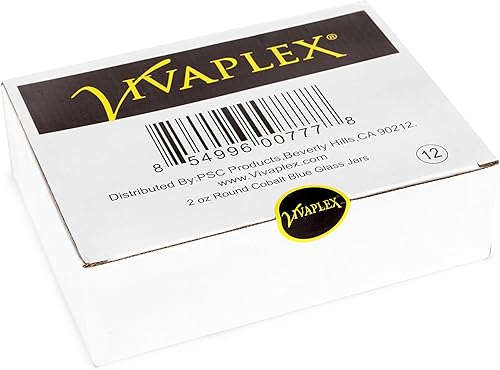 VIVAPLEX®
8 54996 00777 8
Distributed By:PSC Products,Beverly Hills,CA 90212.
www.Vivaplex.com
2 oz Round Cobalt Blue Glass Jars
12
VIVAPLEX